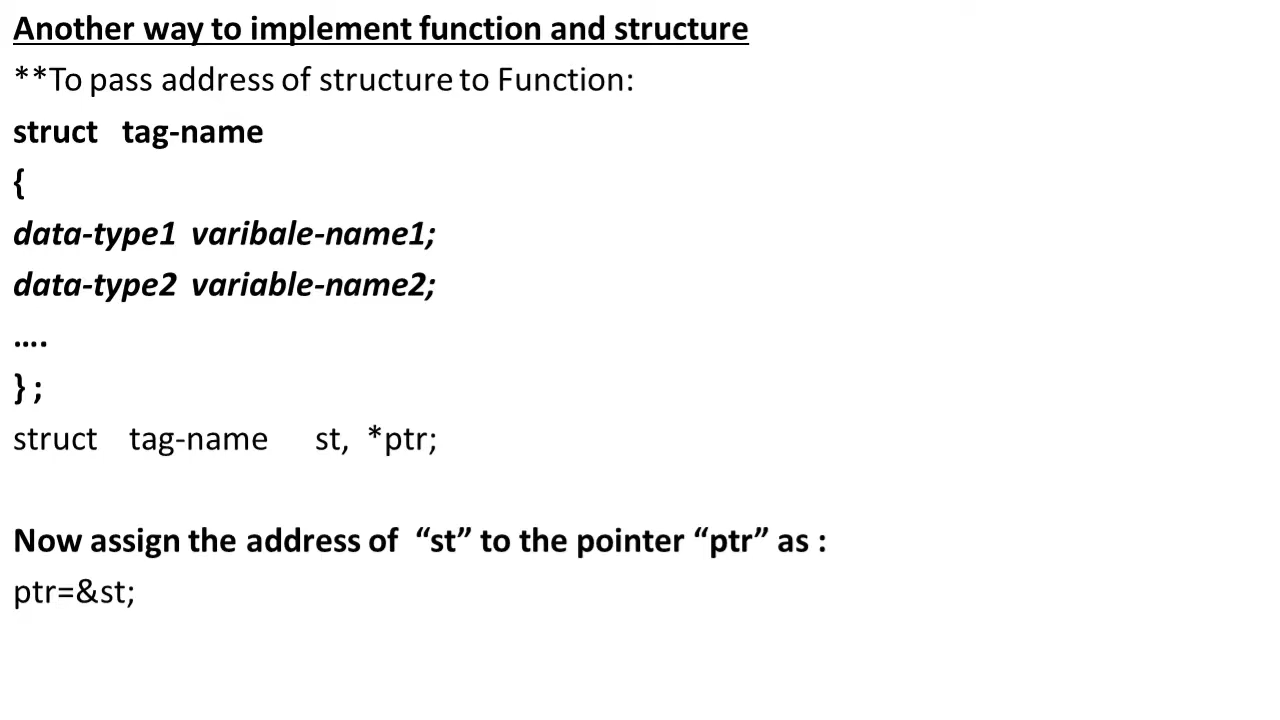 Another way to implement function and structure
**To pass address of structure to Function:
struct tag-name
{
data-type1 varibale-name1;
data-type2 variable-name2;
....
} ;
struct tag-name st, *ptr;
Now assign the address of “st” to the pointer “ptr” as :
ptr=&st;